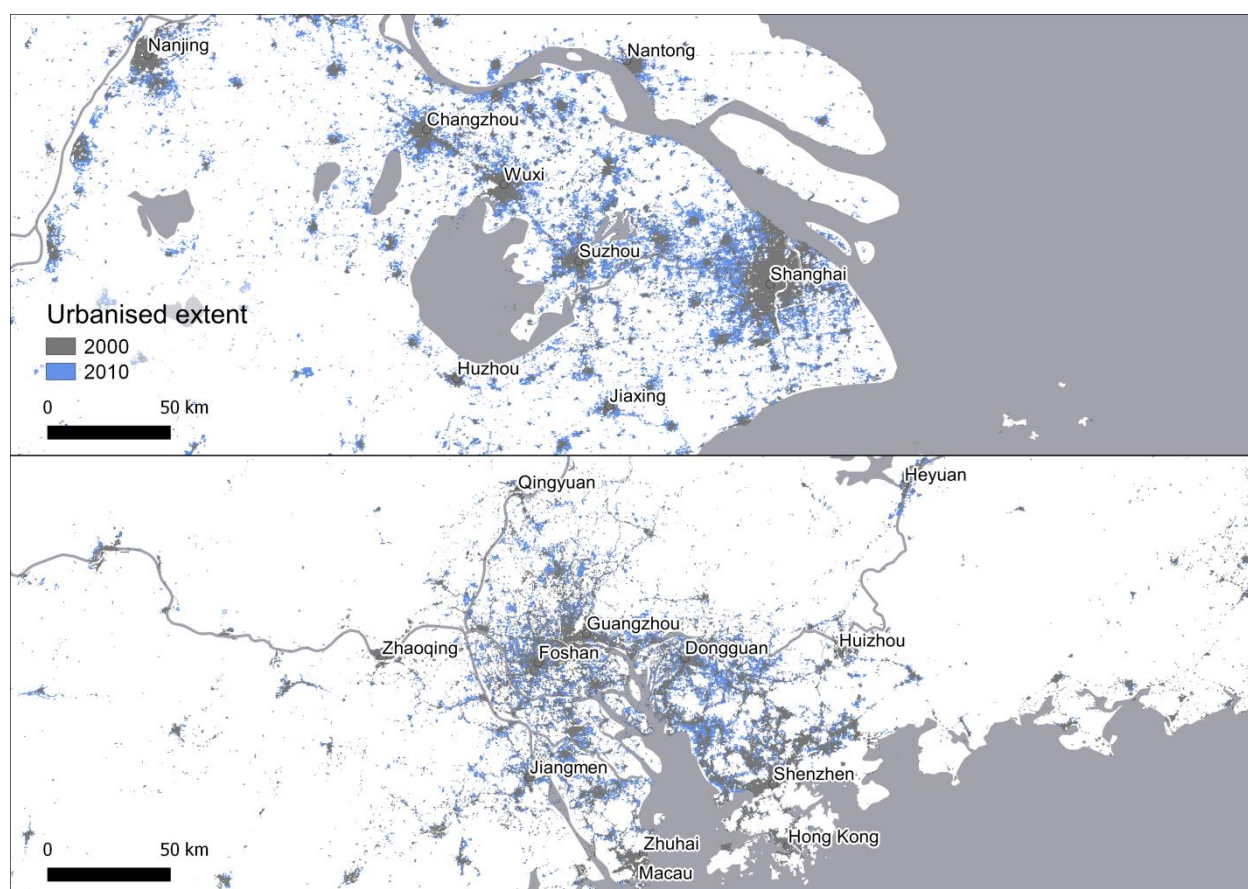 Nanjing
Nantong
Changzhou
Wuxi
Suzhou
Shanghai
Urbanised extent
2000
2010
Huzhou
0 50 km
Jiaxing
Qingyuan
Heyuan
Guangzhou
Zhaoqing
Foshan
Dongguan
Huizhou
Jiangmen
Shenzhen
Hong Kong
Zhuhai
0 50 km
Macau